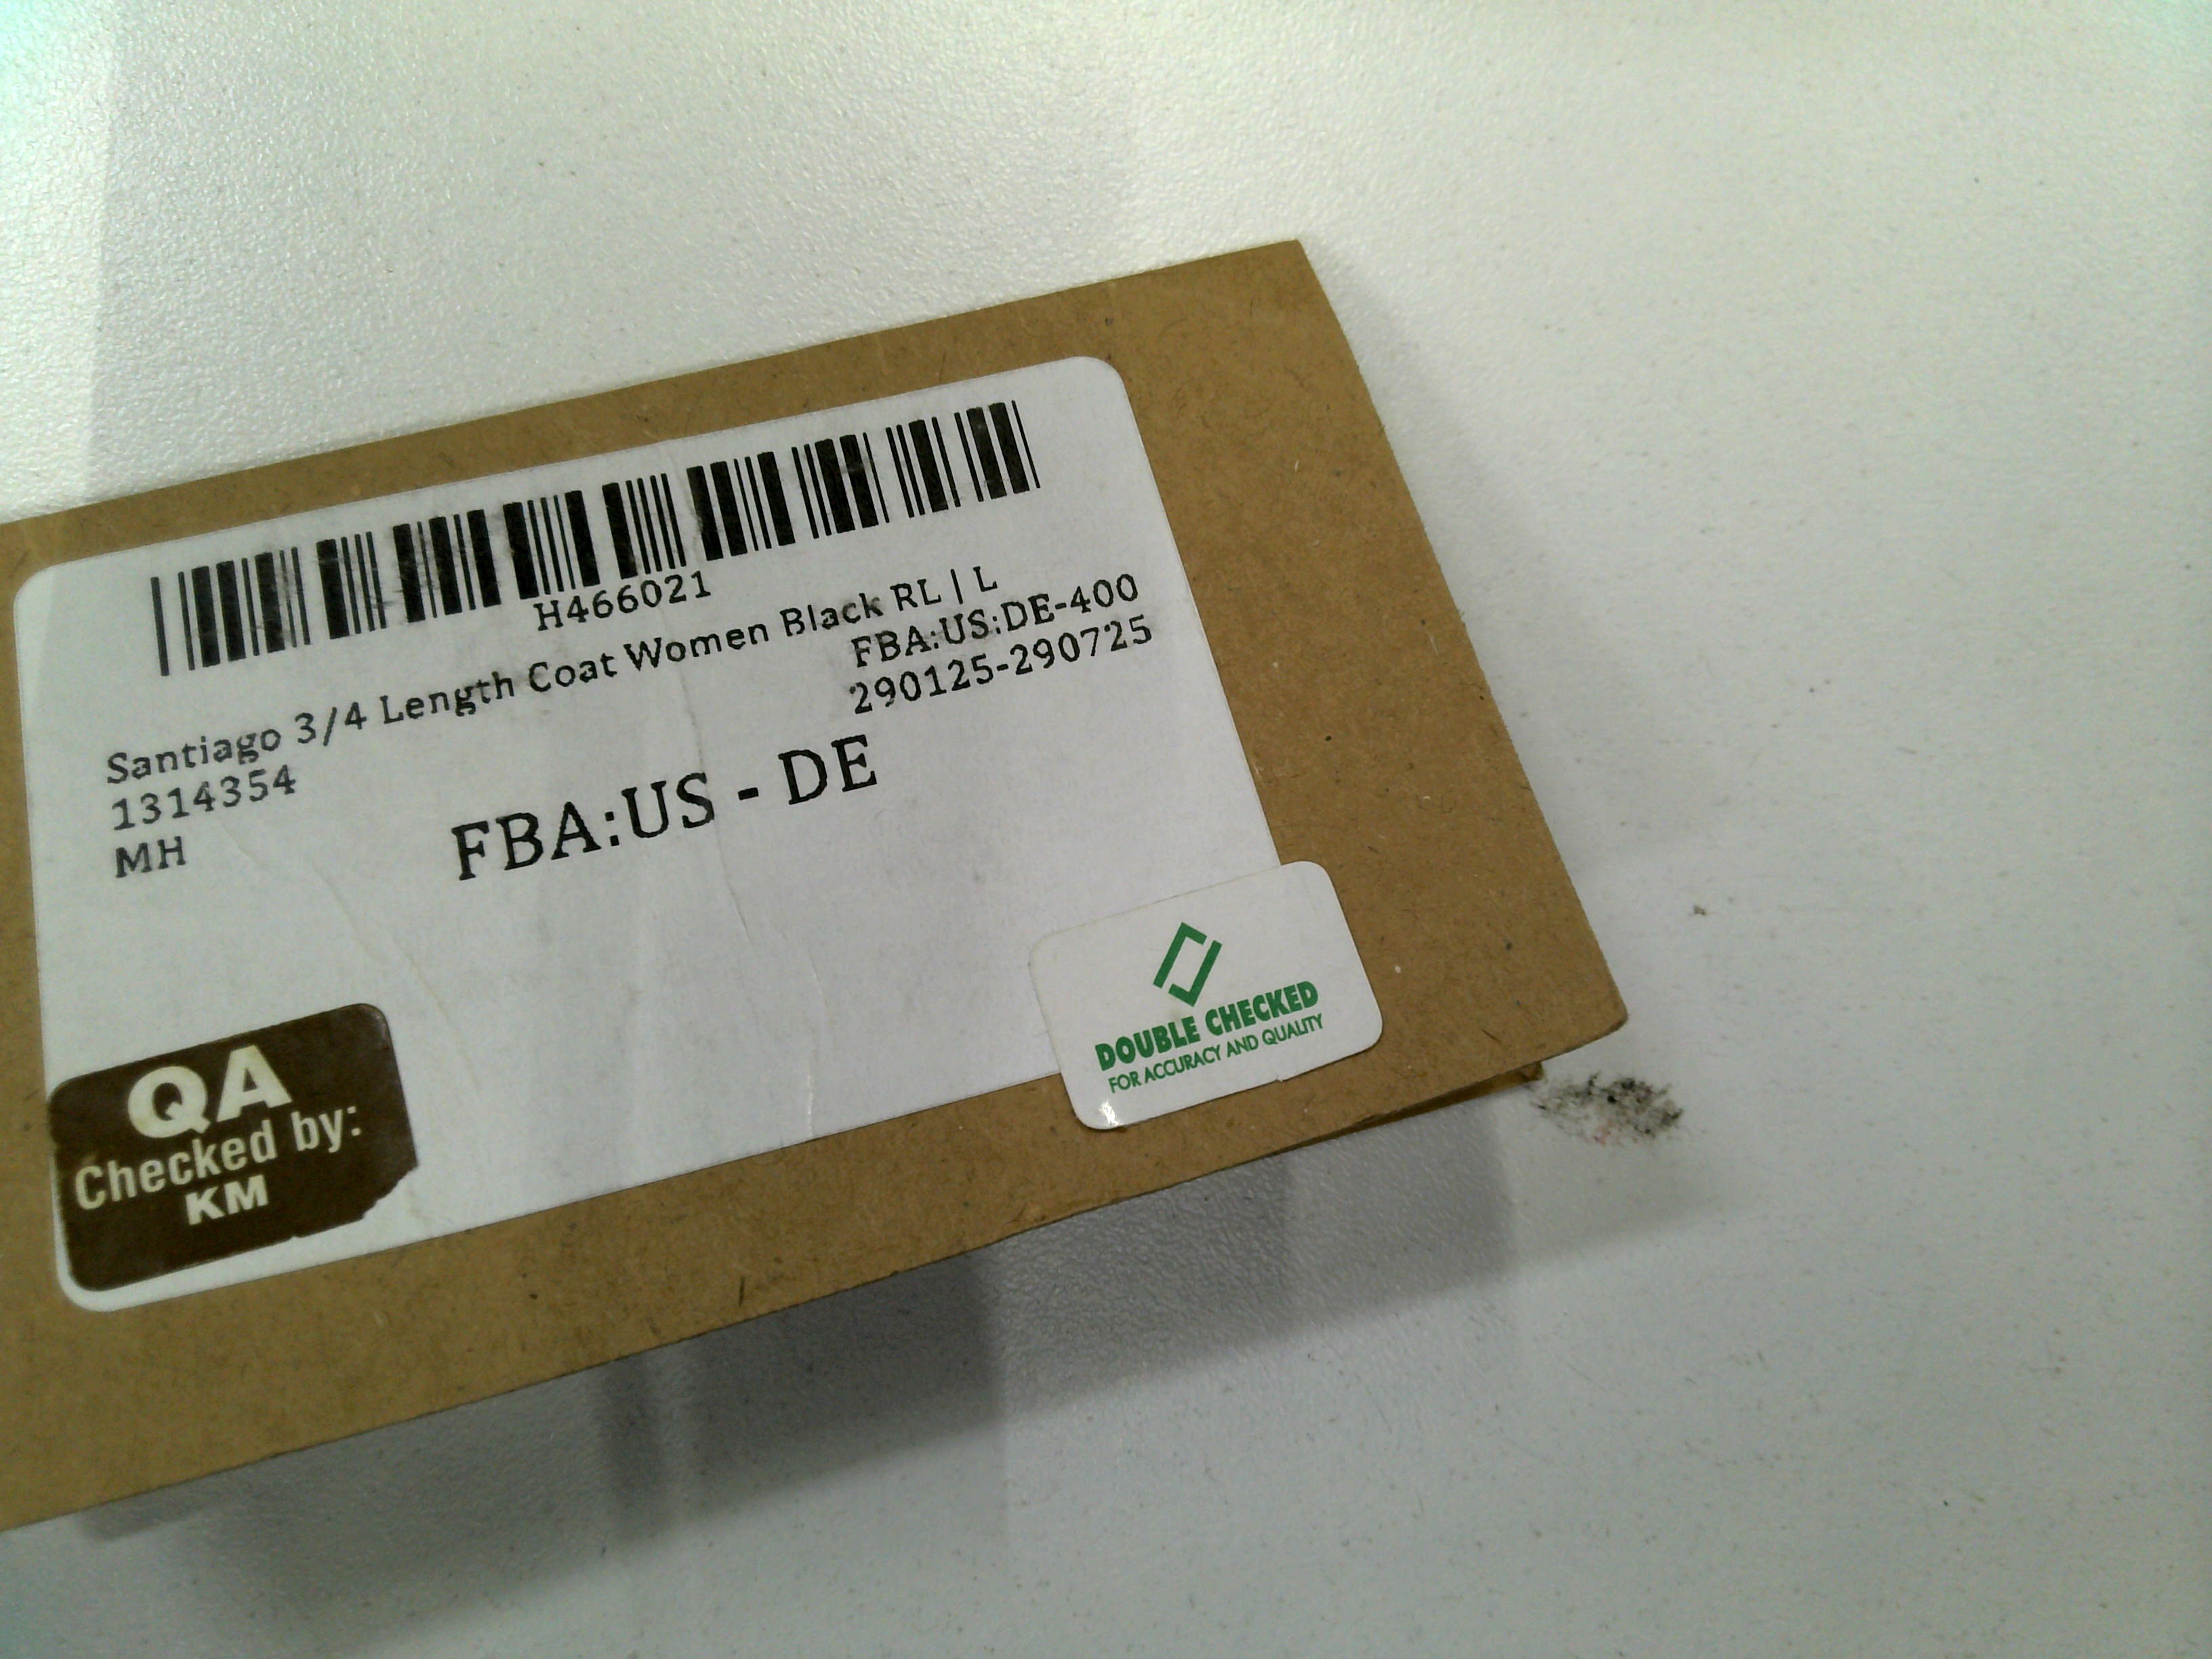 H466021
Santiago 3/4 Length Coat Women Black RL | L
1314354
FBA:US:DE-400
MH
290125-290725
FBA:US - DE
QA
Checked by:
KM
DOUBLE CHECKED
FOR ACCURACY AND QUALITY